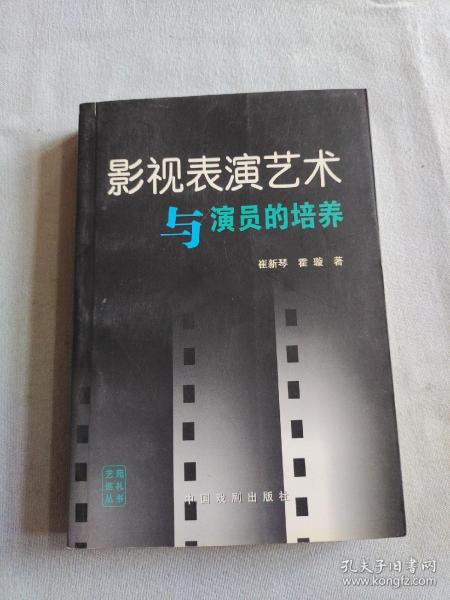 影视表演艺术
与演员的培养
崔新琴 霍璇 著
艺苑
巡礼
丛书
中国戏剧出版社
孔夫子旧书网
www.kongfz.com